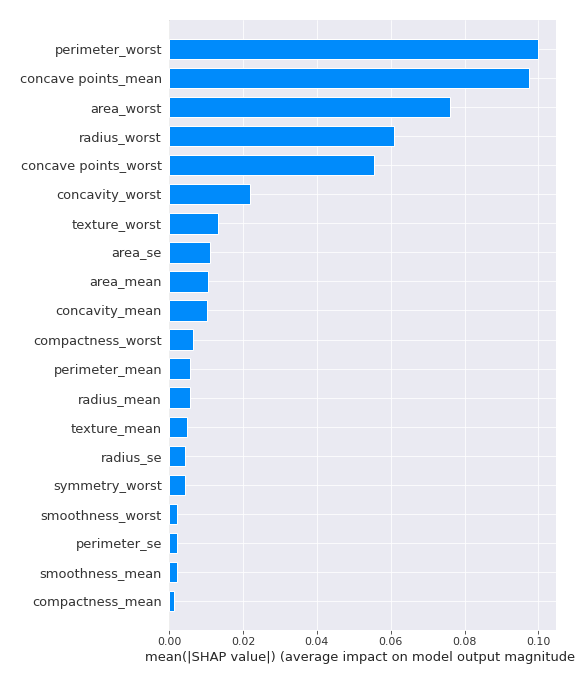 perimeter_worst
concave points_mean
area_worst
radius_worst
concave points_worst
concavity_worst
texture_worst
area_se
area_mean
concavity_mean
compactness_worst
perimeter_mean
radius_mean
texture_mean
radius_se
symmetry_worst
smoothness_worst
perimeter_se
smoothness_mean
compactness_mean
0.00 0.02 0.04 0.06 0.08 0.10
mean(|SHAP value|) (average impact on model output magnitude